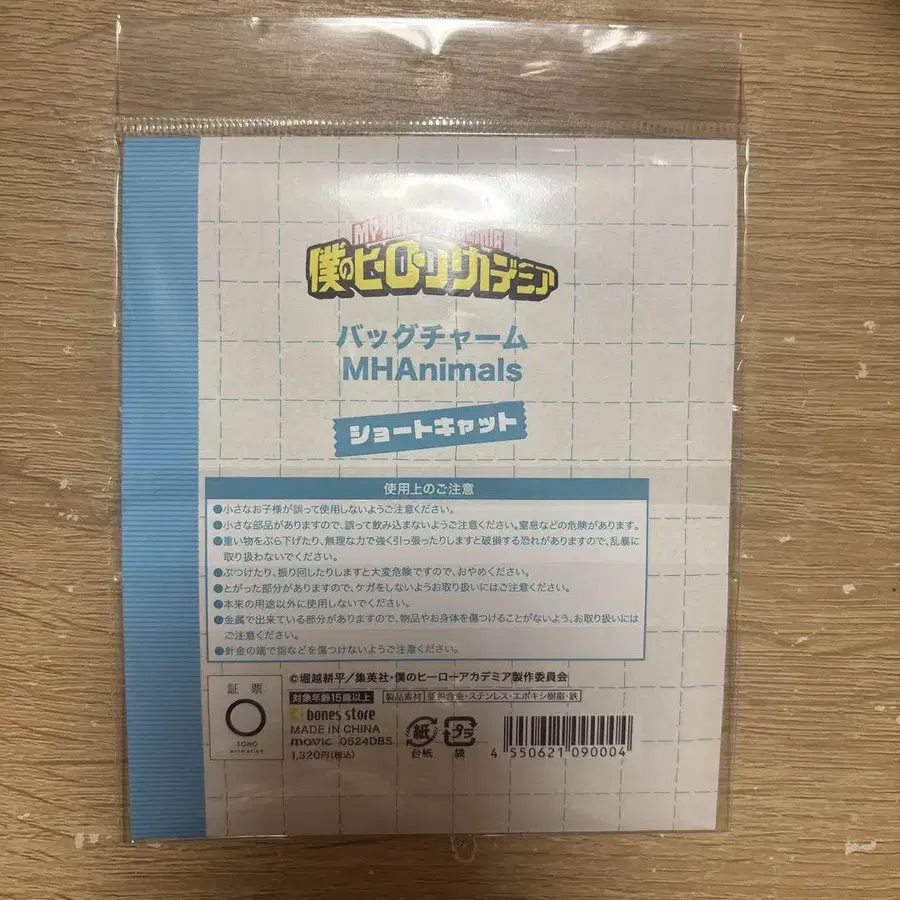 MY HERO ACADEMIA
僕のヒーローアカデミア
バッグチャーム
MHAnimals
ショートキャット
使用上のご注意
●小さなお子様が誤って使用しないようご注意ください。
●小さな部品がありますので、誤って飲み込まないようご注意ください。窒息などの危険があります。
●重い物をぶら下げたり、無理な力で強く引っ張ったりしますと破損する恐れがありますので、乱暴に
取り扱わないでください。
●ぶつけたり、振り回したりしますと大変危険ですので、おやめください。
●とがった部分がありますので、ケガをしないようお取り扱いにはご注意ください。
●本来の用途以外に使用しないでください。
●金属で出来ている部分がありますので、物品やお身体を傷つけることがないよう、お取り扱いには
ご注意ください。
●針金の端で指などを傷つけないようご注意ください。
©堀越耕平/集英社・僕のヒーローアカデミア製作委員会
証票
TOHO
animation
対象年齢15歳以上
製品素材 亜鉛合金・ステンレス・エポキシ樹脂・鉄
bones store
MADE IN CHINA
movic 0524DBS
1,320円(税込)
紙
台紙
プラ
袋
4 550621 090004